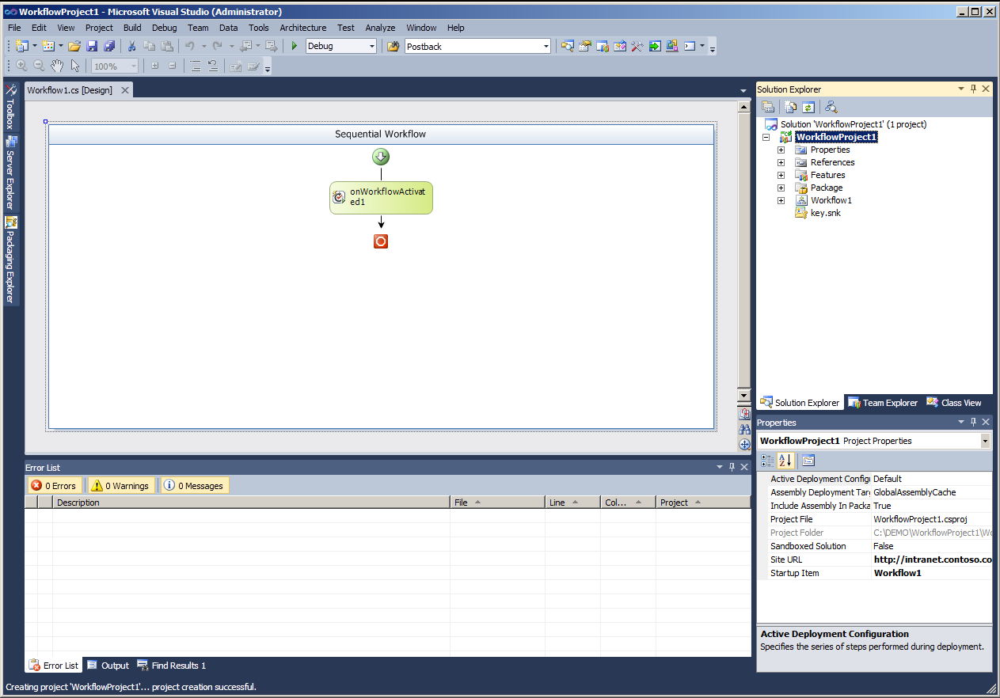 WorkflowProject1 - Microsoft Visual Studio (Administrator)
File Edit View Project Build Debug Team Data Tools Architecture Test Analyze Window Help
Debug Postback
100%
Toolbox
Server Explorer
Packaging Explorer
Workflow1.cs [Design]
Sequential Workflow
onWorkflowActivat
ed1
Solution Explorer
Solution 'WorkflowProject1' (1 project)
WorkflowProject1
Properties
References
Features
Package
Workflow1
key.snk
Solution Explorer Team Explorer Class View
Properties
WorkflowProject1 Project Properties
Active Deployment Configu Default
Assembly Deployment Targ GlobalAssemblyCache
Include Assembly In Packa True
Project File WorkflowProject1.csproj
Project Folder C:\DEMO\WorkflowProject1\Wo
Sandboxed Solution False
Site URL http://intranet.contoso.co
Startup Item Workflow1
Active Deployment Configuration
Specifies the series of steps performed during deployment.
Error List
0 Errors 0 Warnings 0 Messages
Description File Line Col... Project
Error List Output Find Results 1
Creating project 'WorkflowProject1'... project creation successful.